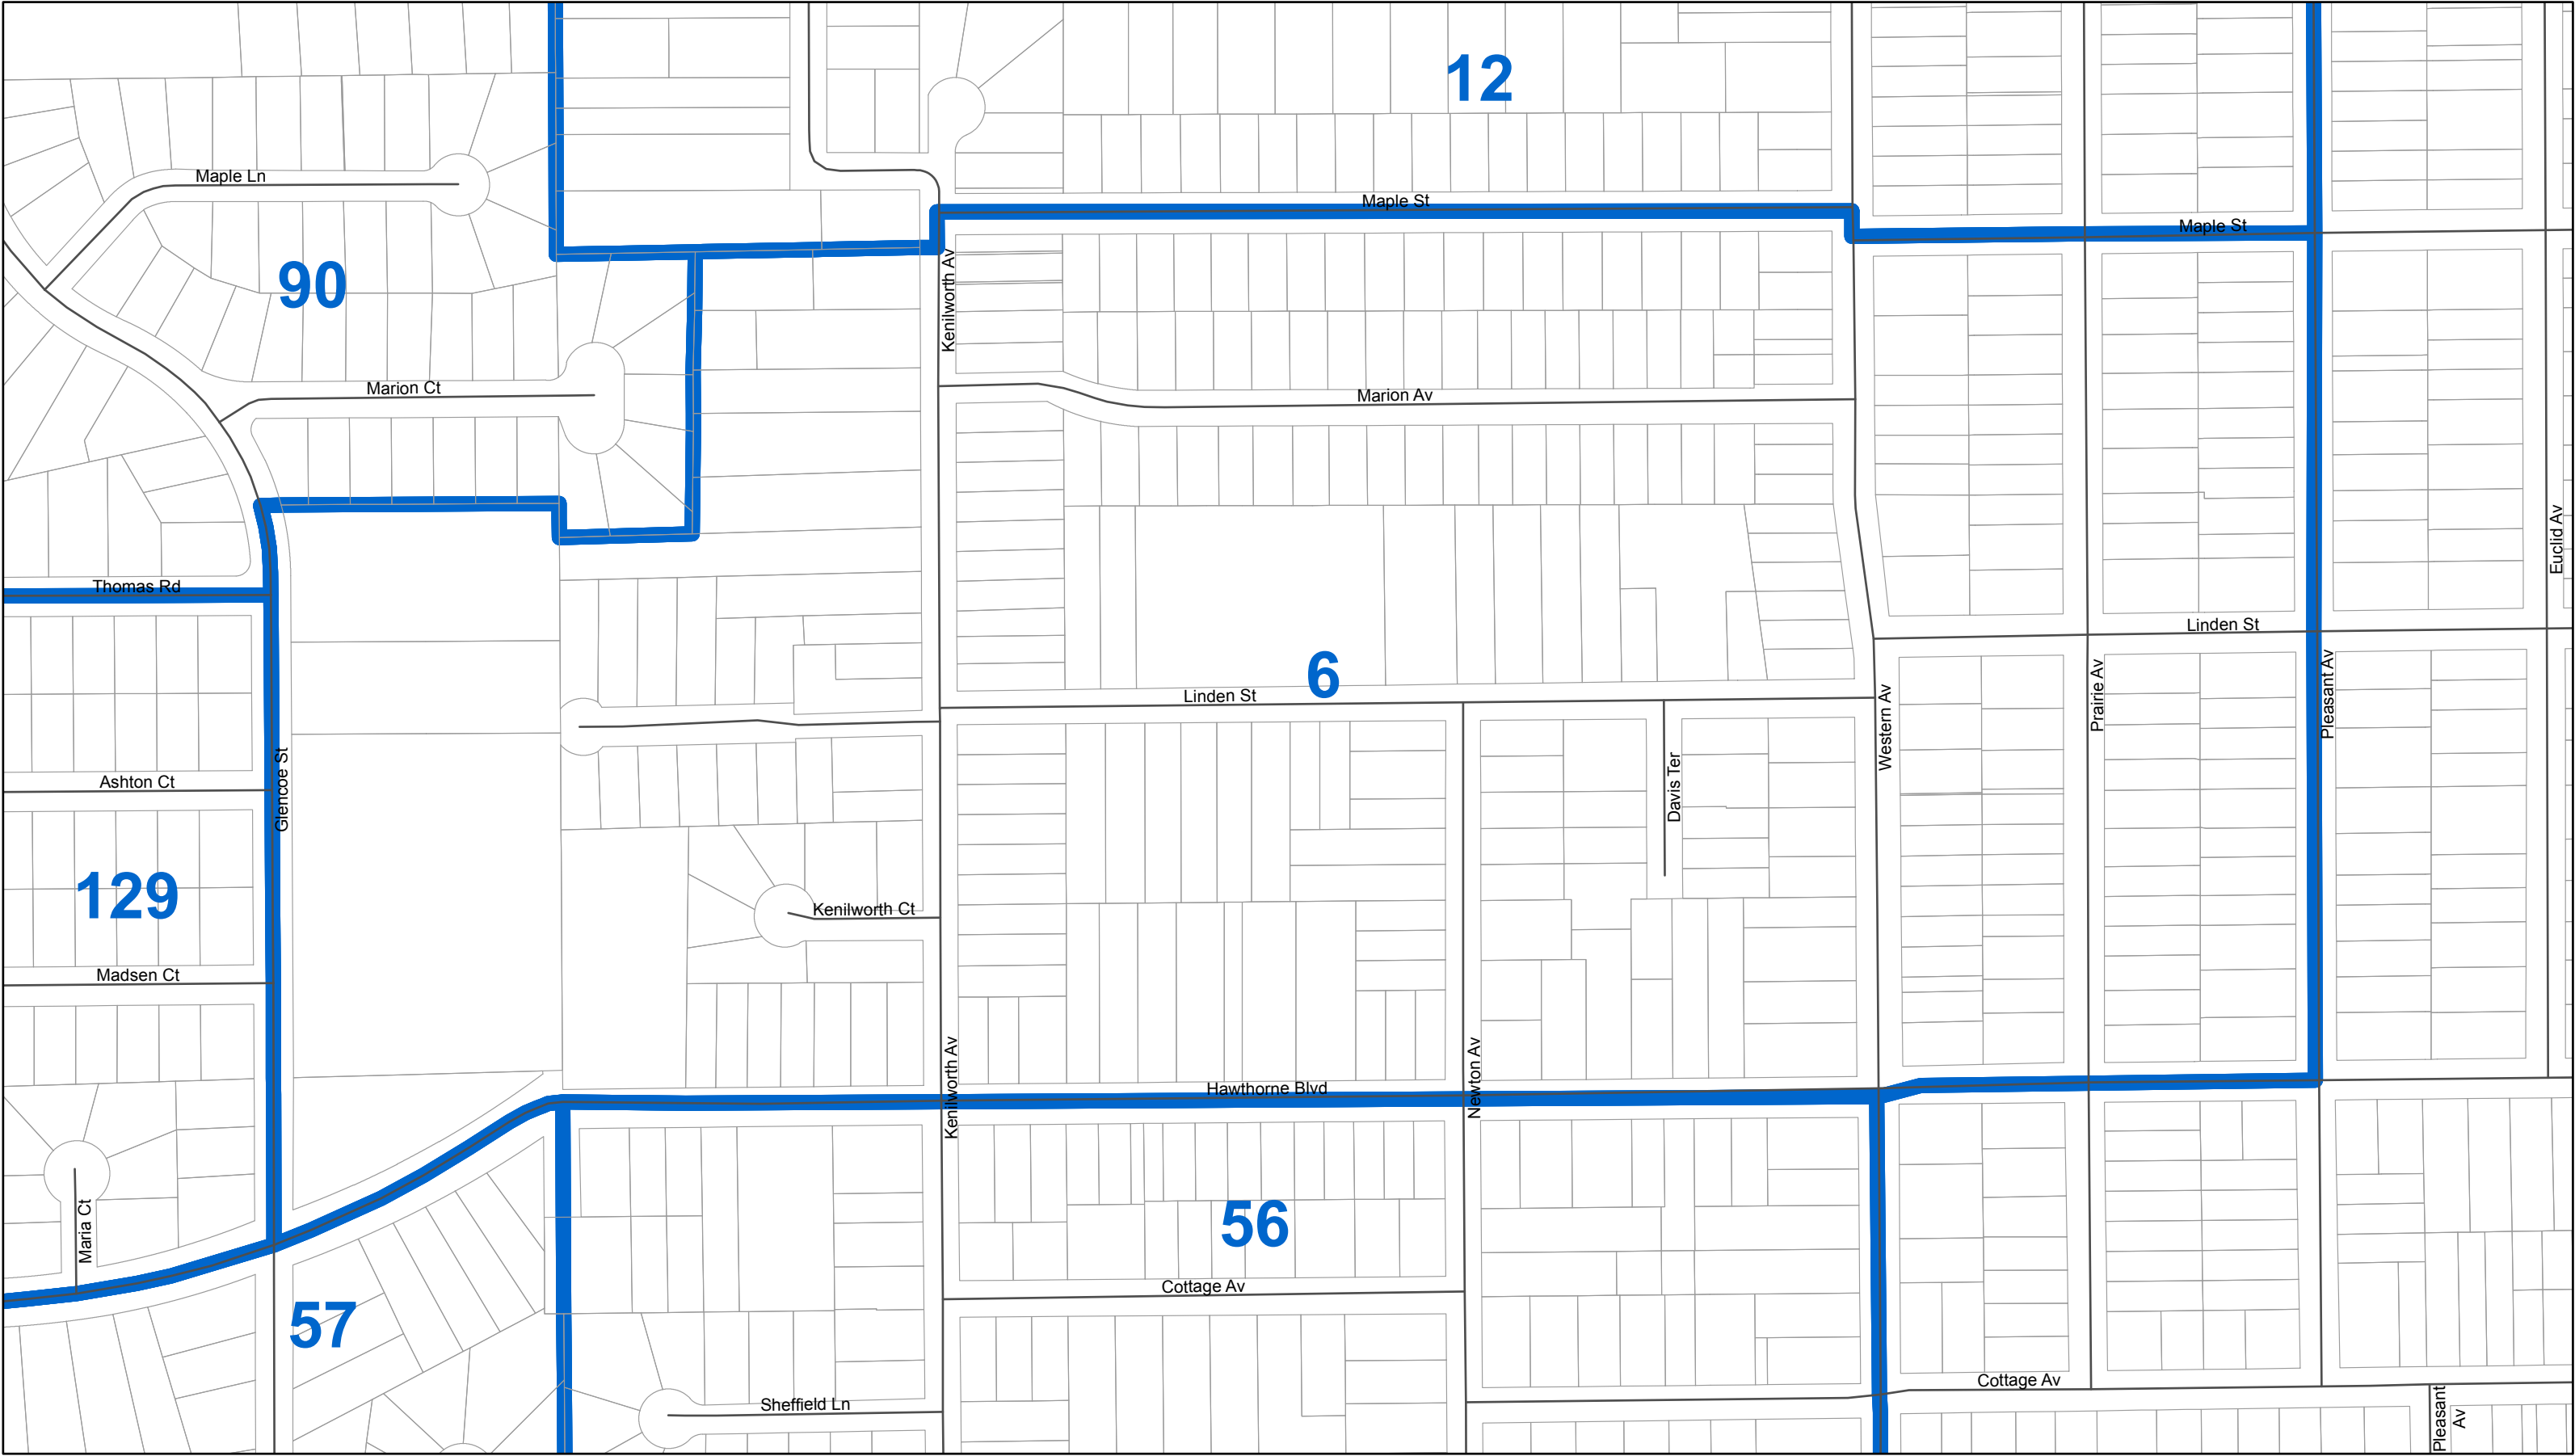 12
Maple Ln
Maple St
Maple St
90
Kenilworth Av
Marion Ct
Marion Av
Euclid Av
Thomas Rd
Linden St
6
Linden St
Prairie Av
Pleasant Av
Western Av
Davis Ter
Glencoe St
Ashton Ct
129
Kenilworth Ct
Madsen Ct
Kenilworth Av
Newton Av
Hawthorne Blvd
Maria Ct
56
Cottage Av
57
Cottage Av
Sheffield Ln
Pleasant
Av